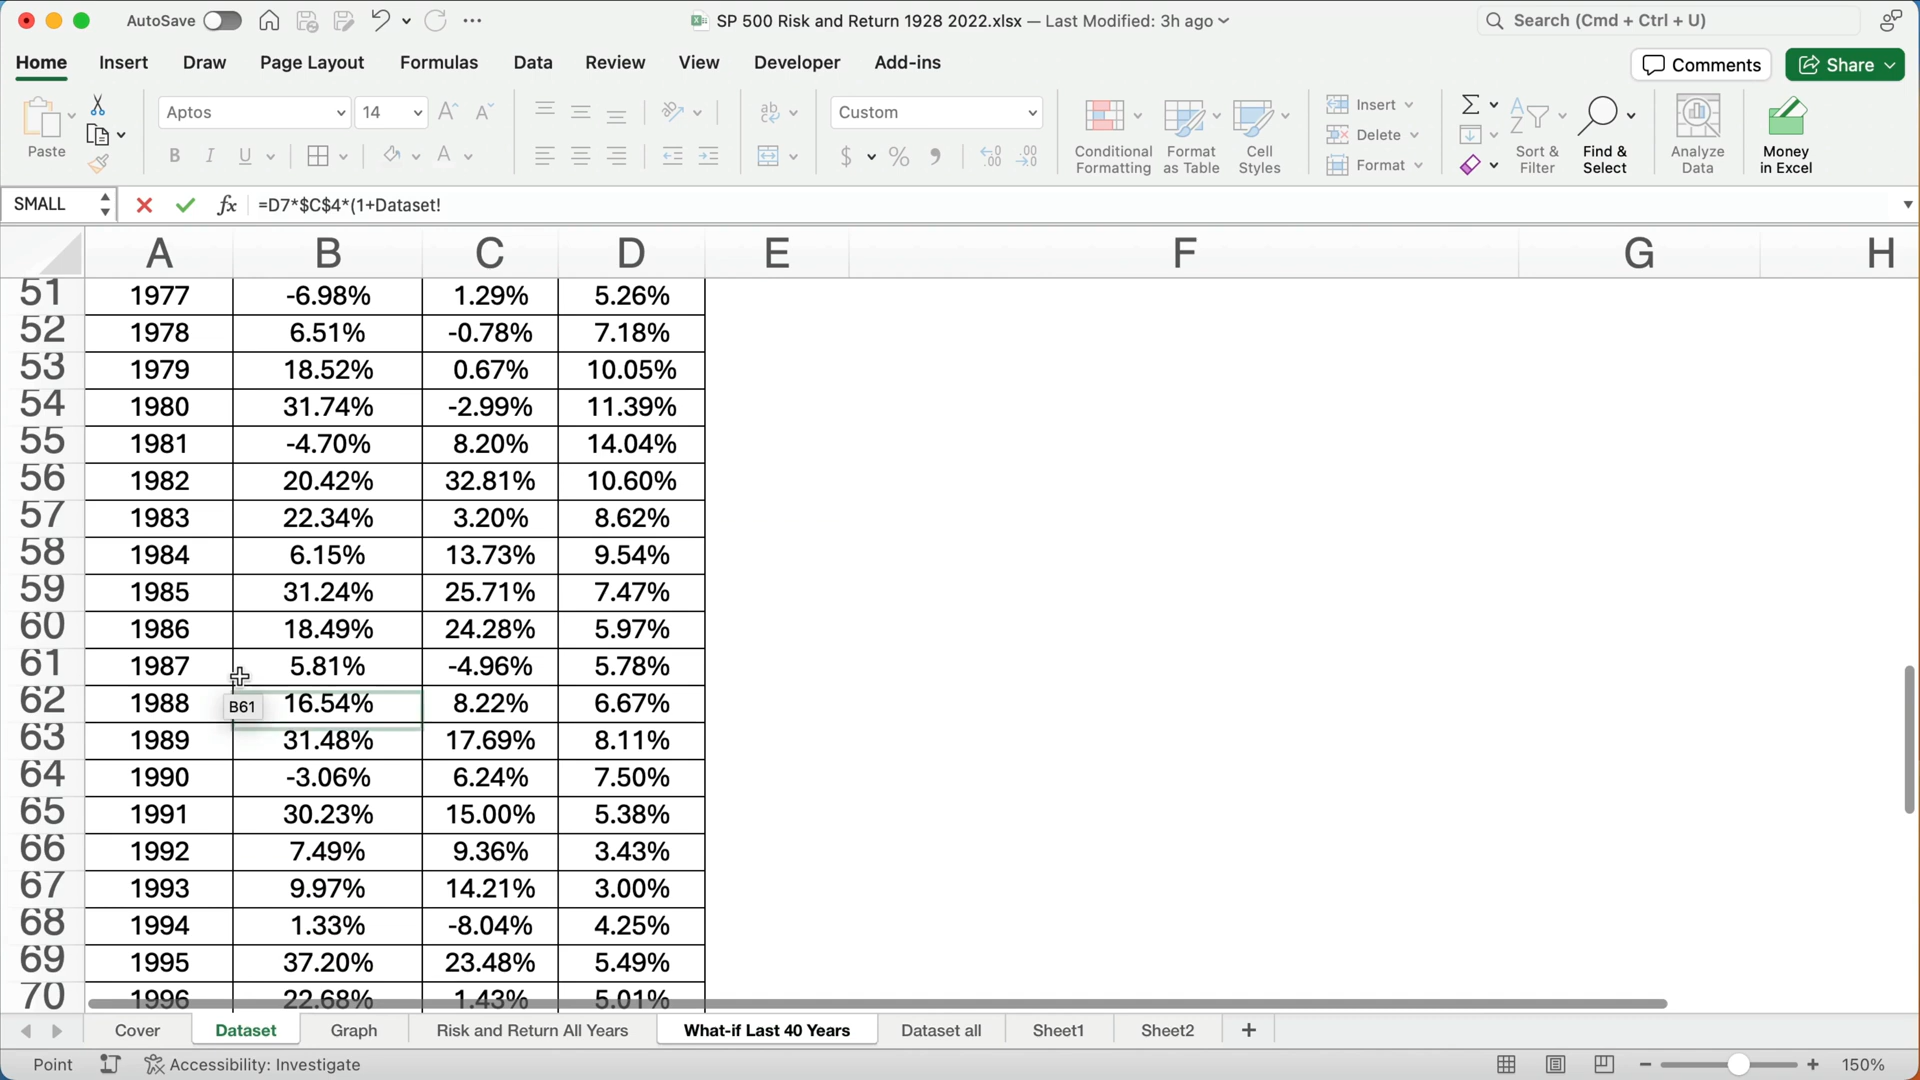 AutoSave
SP 500 Risk and Return 1928 2022.xlsx — Last Modified: 3h ago
Search (Cmd + Ctrl + U)
Home Insert Draw Page Layout Formulas Data Review View Developer Add-ins
Comments Share
Paste
Aptos 14
B I U A
ab
Custom
$ % .00
Conditional Formatting
Format as Table
Cell Styles
Insert
Delete
Format
Sort & Filter
Find & Select
Analyze Data
Money in Excel
SMALL fx =D7*$C$4*(1+Dataset!
A B C D E F G H
51 1977 -6.98% 1.29% 5.26%
52 1978 6.51% -0.78% 7.18%
53 1979 18.52% 0.67% 10.05%
54 1980 31.74% -2.99% 11.39%
55 1981 -4.70% 8.20% 14.04%
56 1982 20.42% 32.81% 10.60%
57 1983 22.34% 3.20% 8.62%
58 1984 6.15% 13.73% 9.54%
59 1985 31.24% 25.71% 7.47%
60 1986 18.49% 24.28% 5.97%
61 1987 5.81% -4.96% 5.78%
62 1988 B61 16.54% 8.22% 6.67%
63 1989 31.48% 17.69% 8.11%
64 1990 -3.06% 6.24% 7.50%
65 1991 30.23% 15.00% 5.38%
66 1992 7.49% 9.36% 3.43%
67 1993 9.97% 14.21% 3.00%
68 1994 1.33% -8.04% 4.25%
69 1995 37.20% 23.48% 5.49%
70 1996 22.68% 1.43% 5.01%
Cover Dataset Graph Risk and Return All Years What-if Last 40 Years Dataset all Sheet1 Sheet2
Point Accessibility: Investigate 150%